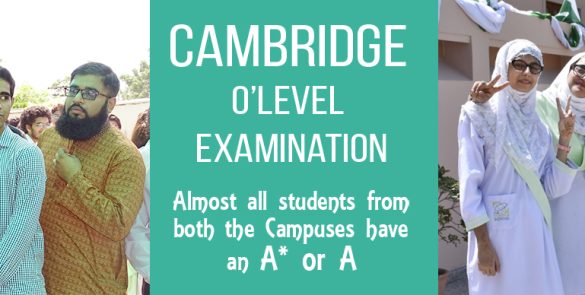 CAMBRIDGE
O'LEVEL
EXAMINATION
Almost all students from
both the Campuses have
an A* or A